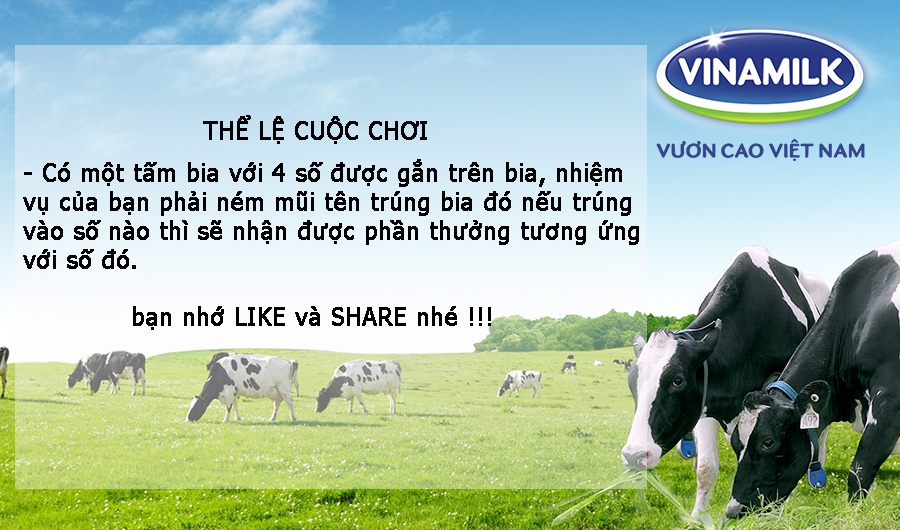 VINAMILK
VƯƠN CAO VIỆT NAM
THỂ LỆ CUỘC CHƠI
- Có một tấm bia với 4 số được gắn trên bia, nhiệm
vụ của bạn phải ném mũi tên trúng bia đó nếu trúng
vào số nào thì sẽ nhận được phần thưởng tương ứng
với số đó.
bạn nhớ LIKE và SHARE nhé !!!
492